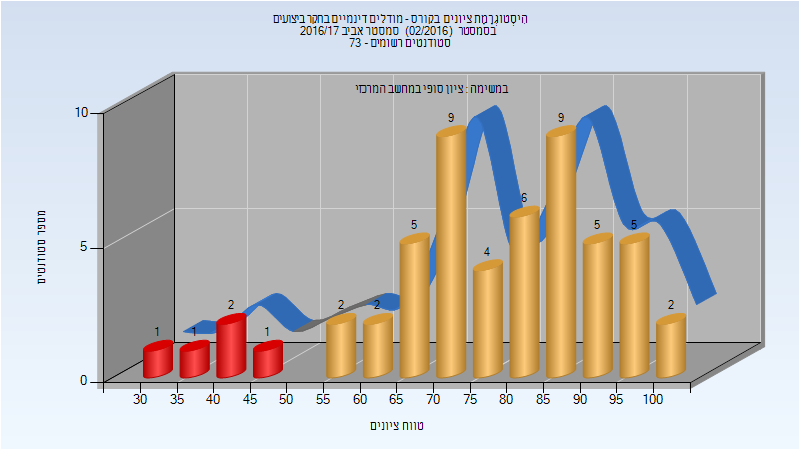 היסטוגרמת ציונים בקורס - מודלים דינמיים בחקר ביצועים
בסמסטר (02/2016) סמסטר אביב 2016/17
סטודנטים רשומים - 73
במשימה : ציון סופי במחשב המרכזי
מספר סטודנטים
10
5
0
1
1
2
1
2
2
5
9
4
6
9
5
5
2
30 35 40 45 50 55 60 65 70 75 80 85 90 95 100
טווח ציונים